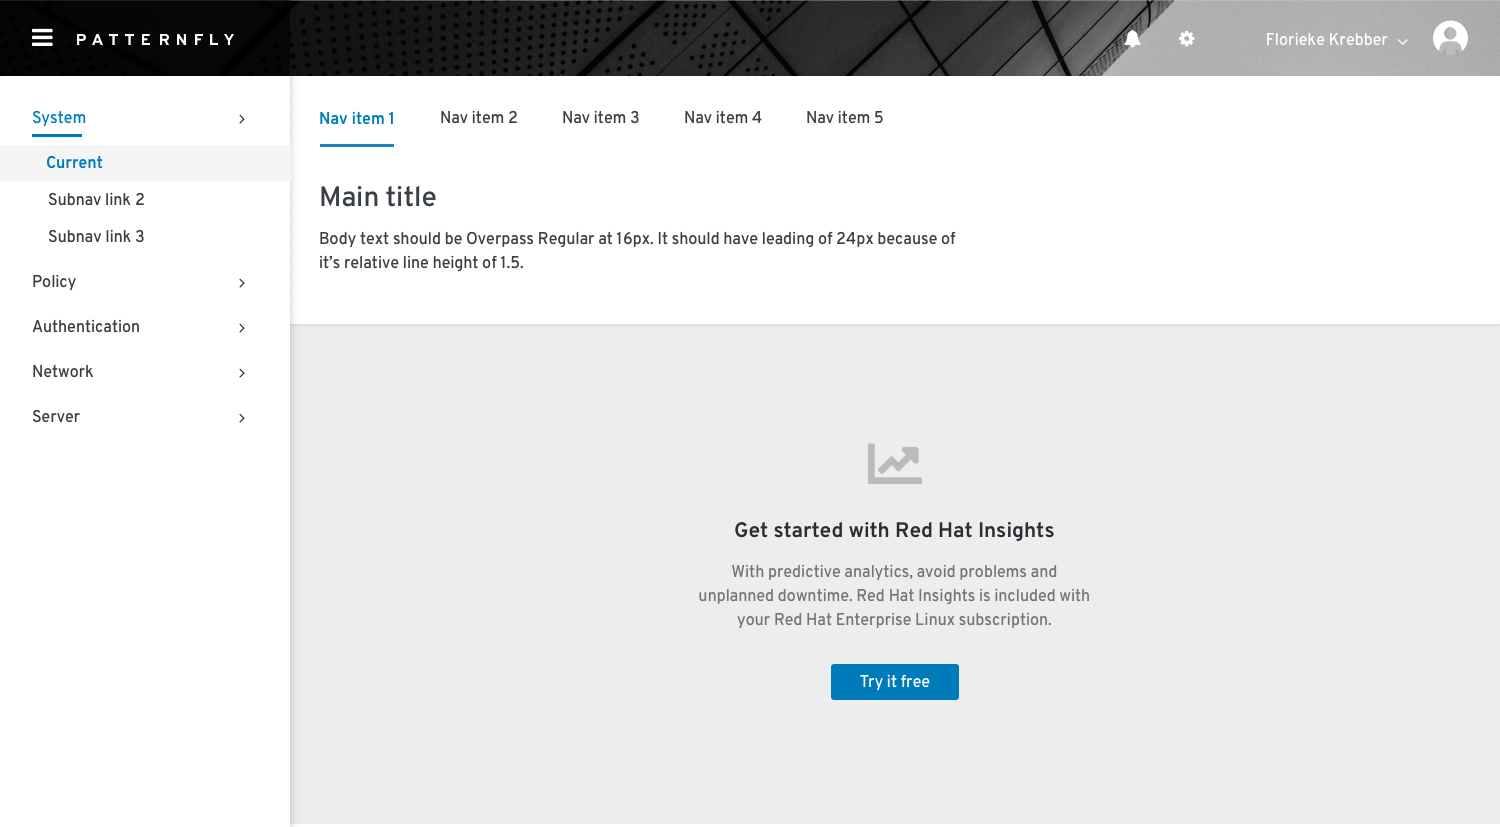 PATTERNFLY
Florieke Krebber
System
Current
Subnav link 2
Subnav link 3
Policy
Authentication
Network
Server
Nav item 1
Nav item 2
Nav item 3
Nav item 4
Nav item 5
Main title
Body text should be Overpass Regular at 16px. It should have leading of 24px because of
it’s relative line height of 1.5.
Get started with Red Hat Insights
With predictive analytics, avoid problems and
unplanned downtime. Red Hat Insights is included with
your Red Hat Enterprise Linux subscription.
Try it free